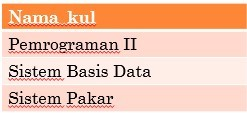 Nama_kul
Pemrograman II
Sistem Basis Data
Sistem Pakar